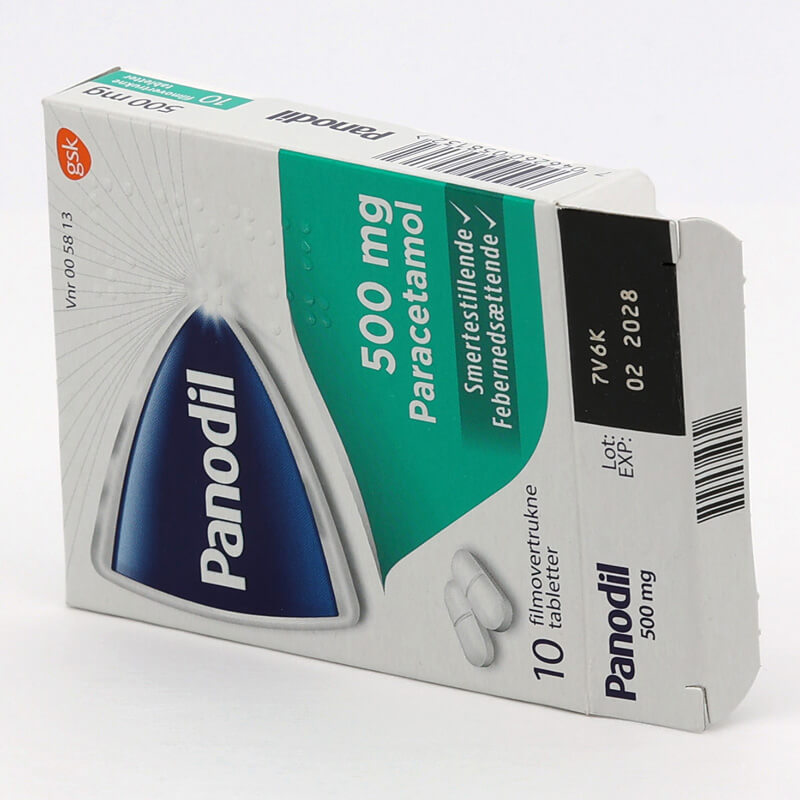 10 filmovertrukne
tabletter
500 mg
Panodil
gsk
Vnr 00 58 13
Panodil
500 mg
Paracetamol
Smertestillende ✓
Febernedsættende ✓
10 filmovertrukne
tabletter
Lot: 7V6K
EXP: 02 2028
Panodil
500 mg